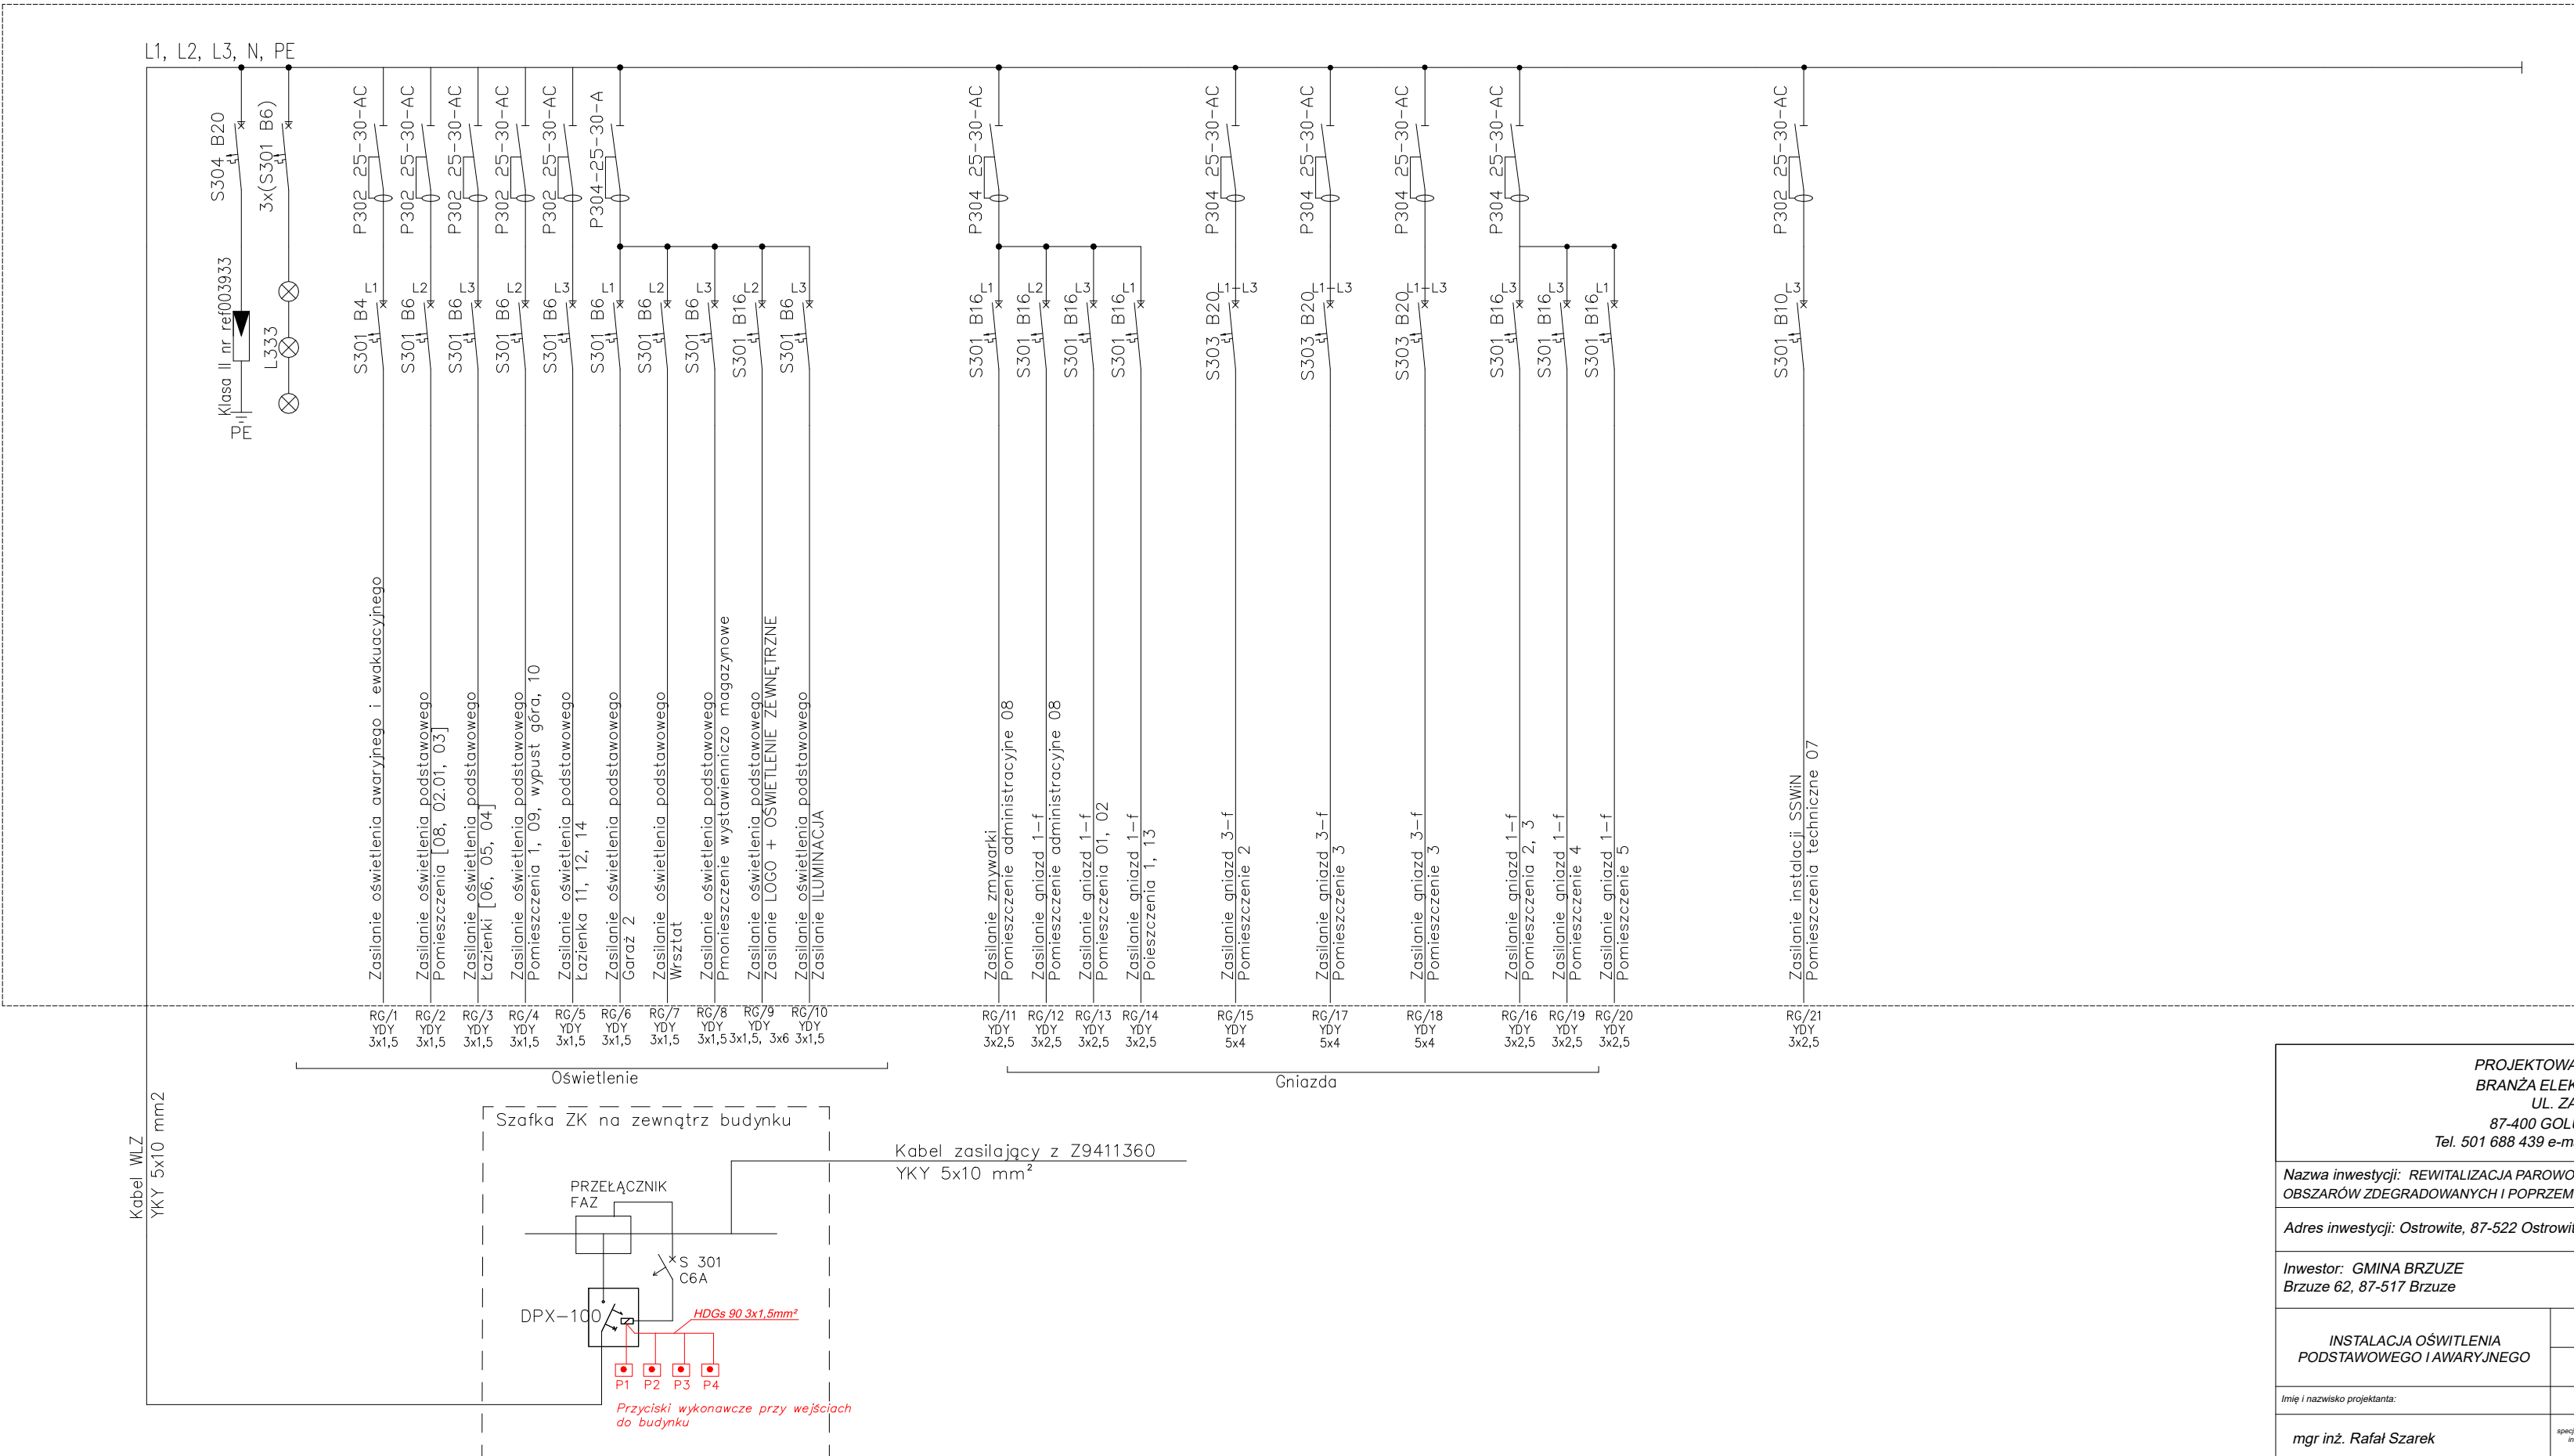 L1, L2, L3, N, PE
S304 B20
3x(S301 B6)
P302 25-30-AC
P302 25-30-AC
P302 25-30-AC
P302 25-30-AC
P302 25-30-AC
P304-25-30-A
P304 25-30-AC
P304 25-30-AC
P304 25-30-AC
P304 25-30-AC
P304 25-30-AC
P302 25-30-AC
Klasa II nr ref003933
L333
PE
L1
S301 B4
L2
S301 B6
L3
S301 B6
L2
S301 B6
L3
S301 B6
L1
S301 B6
L2
S301 B6
L3
S301 B6
L2
S301 B16
L3
S301 B6
L1
S301 B16
L2
S301 B16
L3
S301 B16
L1
S301 B16
L1-L3
S303 B20
L1-L3
S303 B20
L1-L3
S303 B20
L3
S301 B16
L3
S301 B16
L1
S301 B16
L3
S301 B10
Zasilanie oświetlenia awaryjnego i ewakuacyjnego
Zasilanie oświetlenia podstawowego
Pomieszczenia [08, 02.01, 03]
Zasilanie oświetlenia podstawowego
Łazienki [06, 05, 04]
Zasilanie oświetlenia podstawowego
Pomieszczenia 1, 09, wypust góra, 10
Zasilanie oświetlenia podstawowego
Łazienka 11, 12, 14
Zasilanie oświetlenia podstawowego
Garaż 2
Zasilanie oświetlenia podstawowego
Wrsztat
Zasilanie oświetlenia podstawowego
Pmonieszczenie wystawienniczo magazynowe
Zasilanie oświetlenia podstawowego
Zasilanie LOGO + OŚWIETLENIE ZEWNĘTRZNE
Zasilanie oświetlenia podstawowego
Zasilanie ILUMINACJA
Zasilanie zmywarki
Pomieszczenie administracyjne 08
Zasilanie gniazd 1-f
Pomieszczenie administracyjne 08
Zasilanie gniazd 1-f
Pomieszczenia 01, 02
Zasilanie gniazd 1-f
Poieszczenia 1, 13
Zasilanie gniazd 3-f
Pomieszczenie 2
Zasilanie gniazd 3-f
Pomieszczenie 3
Zasilanie gniazd 3-f
Pomieszczenie 3
Zasilanie gniazd 1-f
Pomieszczenia 2, 3
Zasilanie gniazd 1-f
Pomieszczenie 4
Zasilanie gniazd 1-f
Pomieszczenie 5
Zasilanie instalacji SSWiN
Pomieszczenia techniczne 07
RG/1
YDY
3x1,5
RG/2
YDY
3x1,5
RG/3
YDY
3x1,5
RG/4
YDY
3x1,5
RG/5
YDY
3x1,5
RG/6
YDY
3x1,5
RG/7
YDY
3x1,5
RG/8
YDY
3x1,5
RG/9
YDY
3x1,5, 3x6
RG/10
YDY
3x1,5
RG/11
YDY
3x2,5
RG/12
YDY
3x2,5
RG/13
YDY
3x2,5
RG/14
YDY
3x2,5
RG/15
YDY
5x4
RG/17
YDY
5x4
RG/18
YDY
5x4
RG/16
YDY
3x2,5
RG/19
YDY
3x2,5
RG/20
YDY
3x2,5
RG/21
YDY
3x2,5
Oświetlenie
Gniazda
Kabel WLZ
YKY 5x10 mm2
Szafka ZK na zewnątrz budynku
Kabel zasilający z Z9411360
YKY 5x10 mm²
PRZEŁĄCZNIK
FAZ
S 301
C6A
DPX-100
HDGs 90 3x1,5mm²
P1 P2 P3 P4
Przyciski wykonawcze przy wejściach
do budynku
PROJEKTOWA
BRANŻA ELEK
UL. ZA
87-400 GOLU
Tel. 501 688 439 e-ma
Nazwa inwestycji: REWITALIZACJA PAROWO
OBSZARÓW ZDEGRADOWANYCH I POPRZEM
Adres inwestycji: Ostrowite, 87-522 Ostrowit
Inwestor: GMINA BRZUZE
Brzuze 62, 87-517 Brzuze
INSTALACJA OŚWITLENIA
PODSTAWOWEGO I AWARYJNEGO
Imię i nazwisko projektanta:
mgr inż. Rafał Szarek